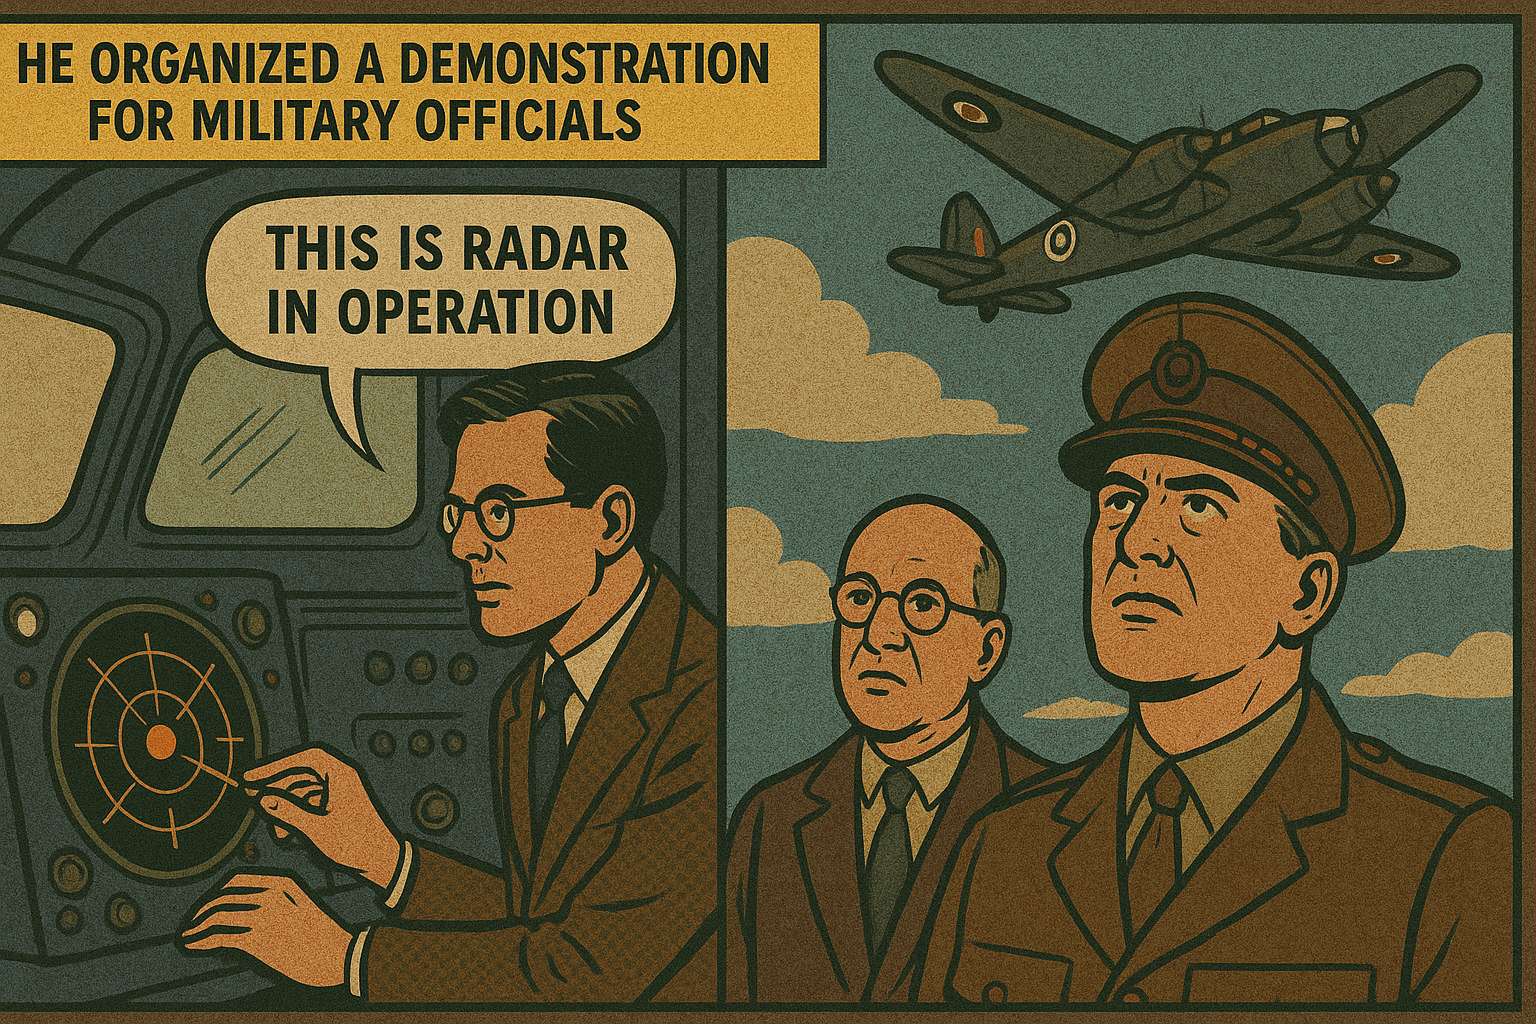 HE ORGANIZED A DEMONSTRATION
FOR MILITARY OFFICIALS
THIS IS RADAR
IN OPERATION